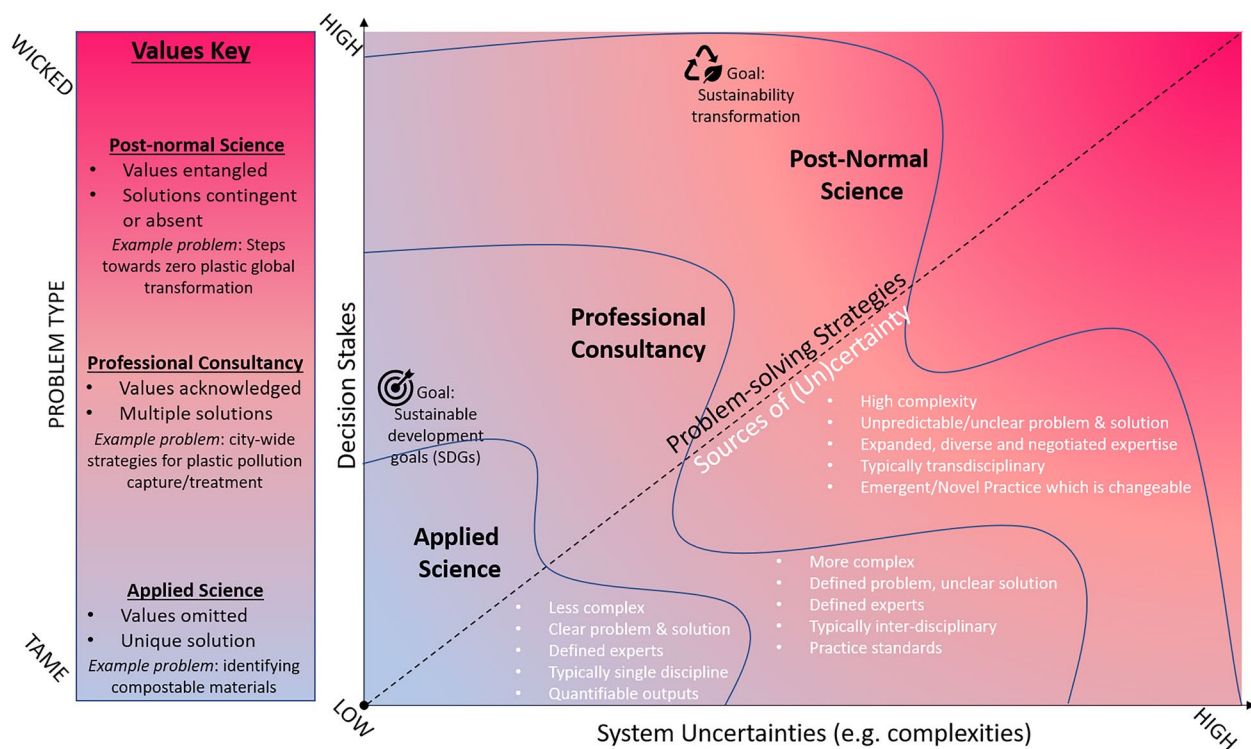 WICKED
PROBLEM TYPE
TAME
Values Key
Post-normal Science
• Values entangled
• Solutions contingent
or absent
Example problem: Steps
towards zero plastic global
transformation
Professional Consultancy
• Values acknowledged
• Multiple solutions
Example problem: city-wide
strategies for plastic pollution
capture/treatment
Applied Science
• Values omitted
• Unique solution
Example problem: identifying
compostable materials
HIGH
Decision Stakes
LOW
Goal:
Sustainability
transformation
Post-Normal
Science
Professional
Consultancy
Goal:
Sustainable
development
goals (SDGs)
Applied
Science
Problem-solving Strategies
Sources of (Un)certainty
• High complexity
• Unpredictable/unclear problem & solution
• Expanded, diverse and negotiated expertise
• Typically transdisciplinary
• Emergent/Novel Practice which is changeable
• More complex
• Defined problem, unclear solution
• Defined experts
• Typically inter-disciplinary
• Practice standards
• Less complex
• Clear problem & solution
• Defined experts
• Typically single discipline
• Quantifiable outputs
System Uncertainties (e.g. complexities)
HIGH